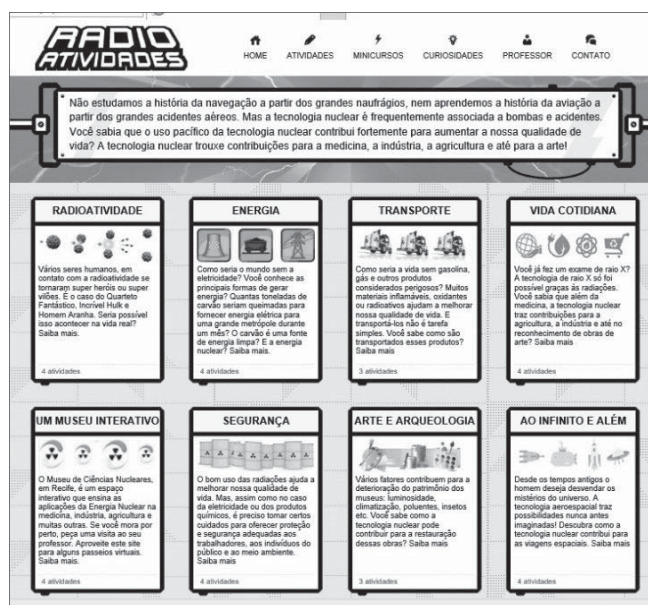 RADIO
ATIVIDADES
HOME
ATIVIDADES
MINICURSOS
CURIOSIDADES
PROFESSOR
CONTATO
Não estudamos a história da navegação a partir dos grandes naufrágios, nem aprendemos a história da aviação a
partir dos grandes acidentes aéreos. Mas a tecnologia nuclear é frequentemente associada a bombas e acidentes.
Você sabia que o uso pacífico da tecnologia nuclear contribui fortemente para aumentar a nossa qualidade de
vida? A tecnologia nuclear trouxe contribuições para a medicina, a indústria, a agricultura e até para a arte!
RADIOATIVIDADE
Vários seres humanos, em
contato com a radioatividade se
tornaram super heróis ou super
vilões. É o caso do Quarteto
Fantástico, Incrível Hulk e
Homem Aranha. Seria possível
isso acontecer na vida real?
Saiba mais.
4 atividades
ENERGIA
Como seria o mundo sem a
eletricidade? Você conhece as
principais formas de gerar
energia? Quantas toneladas de
carvão seriam queimadas para
fornecer energia elétrica para
uma grande metrópole durante
um mês? O carvão é uma fonte
de energia limpa? E a energia
nuclear? Saiba mais.
4 atividades
TRANSPORTE
Como seria a vida sem gasolina,
gás e outros produtos
considerados perigosos? Muitos
materiais inflamáveis, oxidantes
ou radioativos ajudam a melhorar
nossa qualidade de vida. E
transportá-los não é tarefa
simples. Você sabe como são
transportados esses produtos?
Saiba mais
3 atividades
VIDA COTIDIANA
Você já fez um exame de raio X?
A tecnologia de raio X só foi
possível graças às radiações.
Você sabia que além da
medicina, a tecnologia nuclear
traz contribuições para a
agricultura, a indústria e até no
reconhecimento de obras de
arte? Saiba mais
4 atividades
UM MUSEU INTERATIVO
O Museu de Ciências Nucleares,
em Recife, é um espaço
interativo que ensina as
aplicações da Energia Nuclear na
medicina, indústria, agricultura e
muitas outras. Se você mora por
perto, peça uma visita ao seu
professor. Aproveite este site
para alguns passeios virtuais.
Saiba mais.
4 atividades
SEGURANÇA
O bom uso das radiações ajuda a
melhorar nossa qualidade de
vida. Mas, assim como no caso
da eletricidade ou dos produtos
químicos, é preciso tomar certos
cuidados para oferecer proteção
e segurança adequadas aos
trabalhadores, aos indivíduos do
público e ao meio ambiente.
Saiba mais.
4 atividades
ARTE E ARQUEOLOGIA
Vários fatores contribuem para a
deterioração do patrimônio dos
museus: luminosidade,
climatização, poluentes, insetos
etc. Você sabe como a
tecnologia nuclear pode
contribuir para a restauração
dessas obras? Saiba mais
3 atividades
AO INFINITO E ALÉM
Desde os tempos antigos o
homem deseja desvendar os
mistérios do universo. A
tecnologia aeroespacial traz
possibilidades nunca antes
imaginadas! Descubra como a
tecnologia nuclear contribui para
as viagens espaciais. Saiba mais
4 atividades